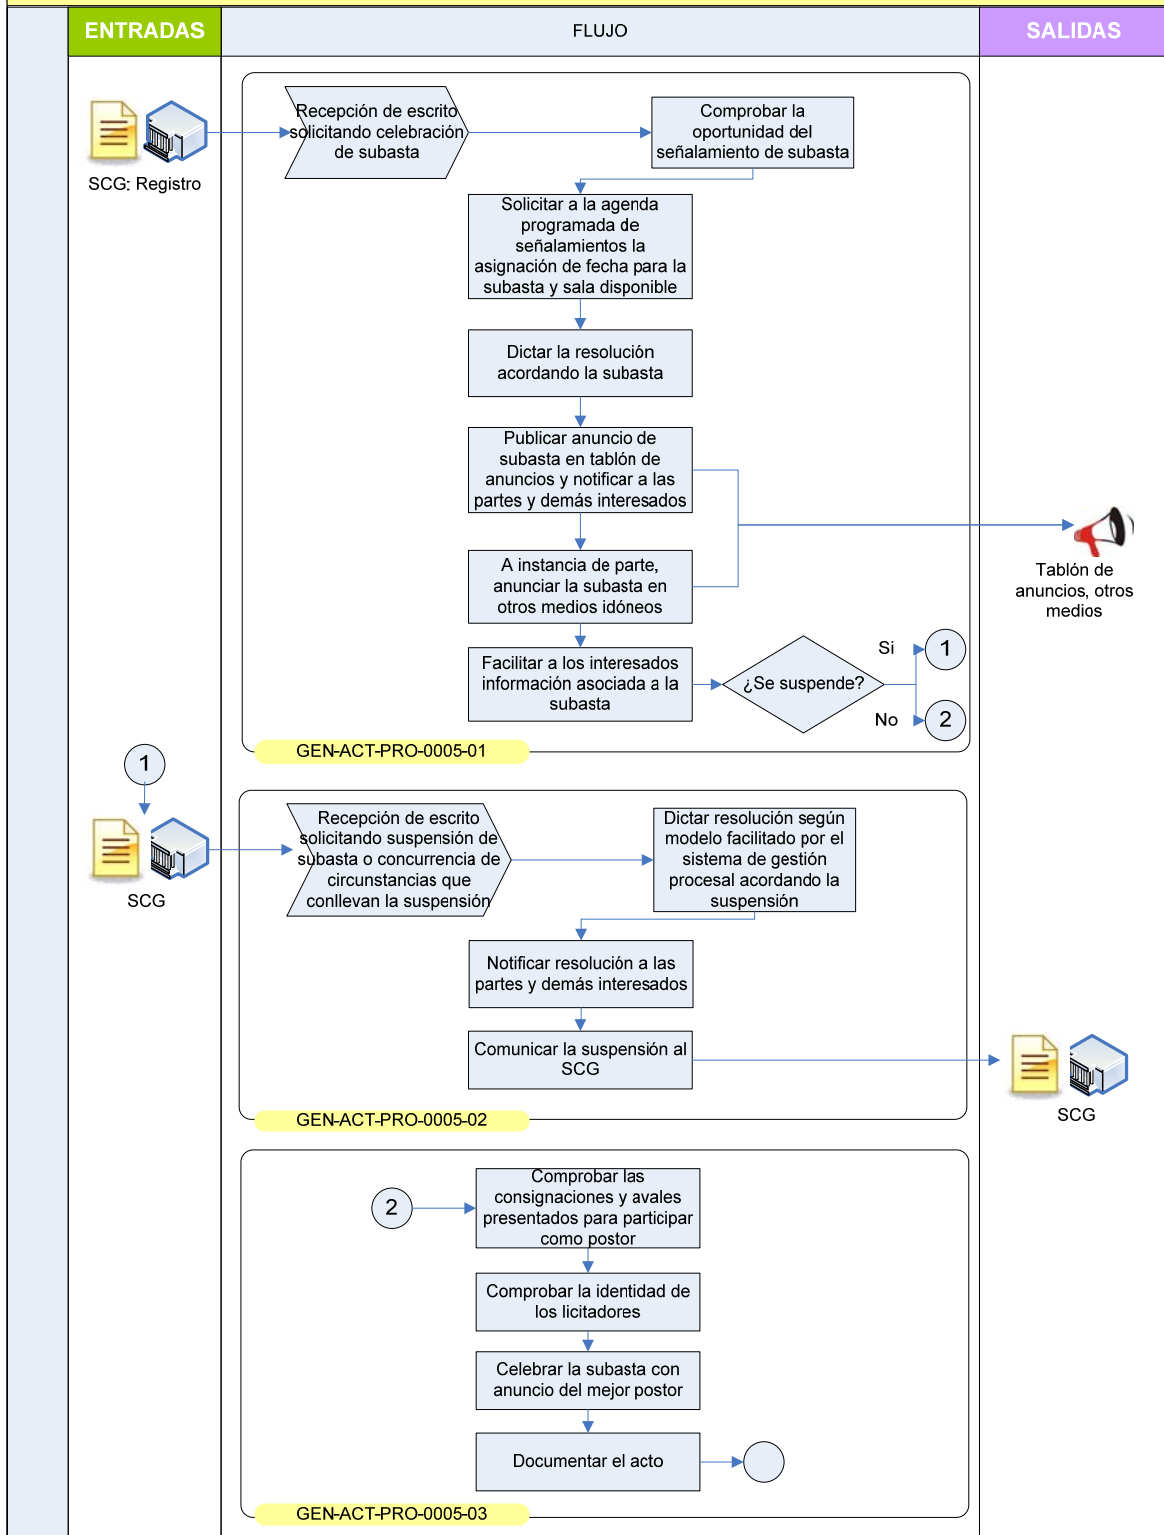 ENTRADAS
FLUJO
SALIDAS
SCG: Registro
Recepción de escrito
solicitando celebración
de subasta
Comprobar la
oportunidad del
señalamiento de subasta
Solicitar a la agenda
programada de
señalamientos la
asignación de fecha para la
subasta y sala disponible
Dictar la resolución
acordando la subasta
Publicar anuncio de
subasta en tablón de
anuncios y notificar a las
partes y demás interesados
A instancia de parte,
anunciar la subasta en
otros medios idóneos
Tablón de
anuncios, otros
medios
Facilitar a los interesados
información asociada a la
subasta
¿Se suspende?
Si
1
No
2
GEN-ACT-PRO-0005-01
1
SCG
Recepción de escrito
solicitando suspensión de
subasta o concurrencia de
circunstancias que
conllevan la suspensión
Dictar resolución según
modelo facilitado por el
sistema de gestión
procesal acordando la
suspensión
Notificar resolución a las
partes y demás interesados
Comunicar la suspensión al
SCG
SCG
GEN-ACT-PRO-0005-02
2
Comprobar las
consignaciones y avales
presentados para participar
como postor
Comprobar la identidad de
los licitadores
Celebrar la subasta con
anuncio del mejor postor
Documentar el acto
GEN-ACT-PRO-0005-03